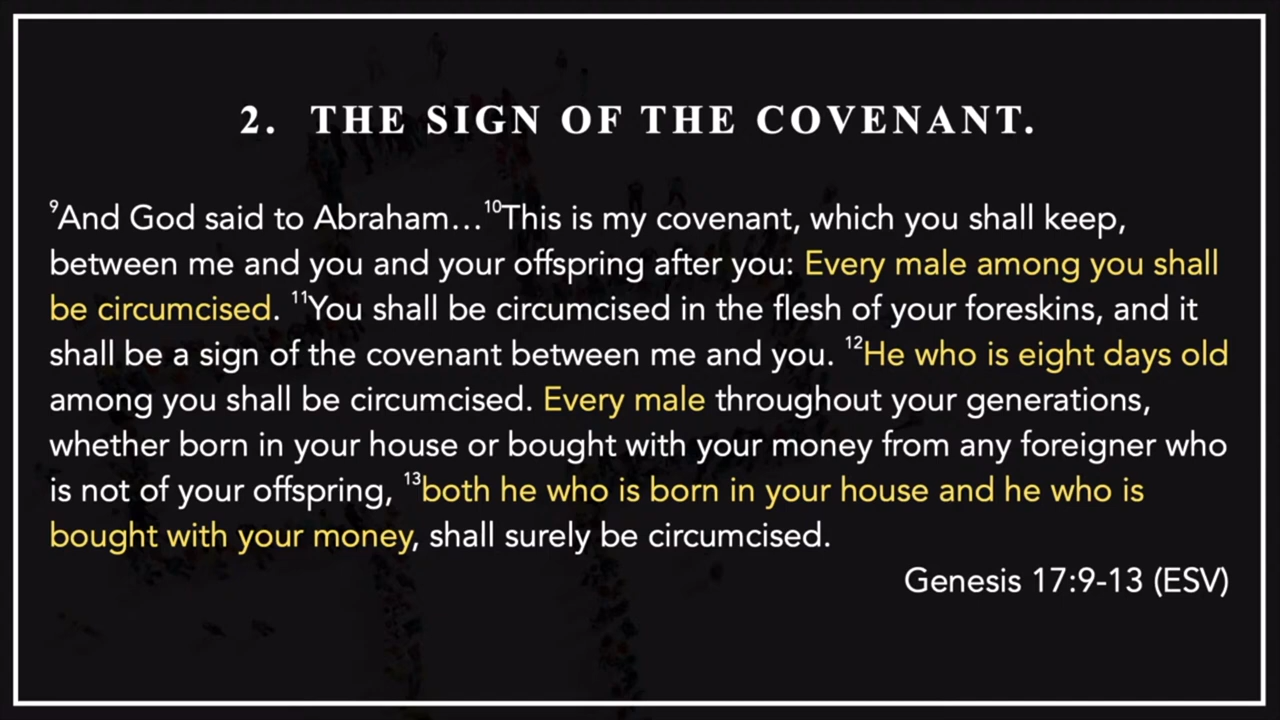 2. THE SIGN OF THE COVENANT.
⁹And God said to Abraham...¹⁰This is my covenant, which you shall keep,
between me and you and your offspring after you: Every male among you shall
be circumcised. ¹¹You shall be circumcised in the flesh of your foreskins, and it
shall be a sign of the covenant between me and you. ¹²He who is eight days old
among you shall be circumcised. Every male throughout your generations,
whether born in your house or bought with your money from any foreigner who
is not of your offspring, ¹³both he who is born in your house and he who is
bought with your money, shall surely be circumcised.
Genesis 17:9-13 (ESV)